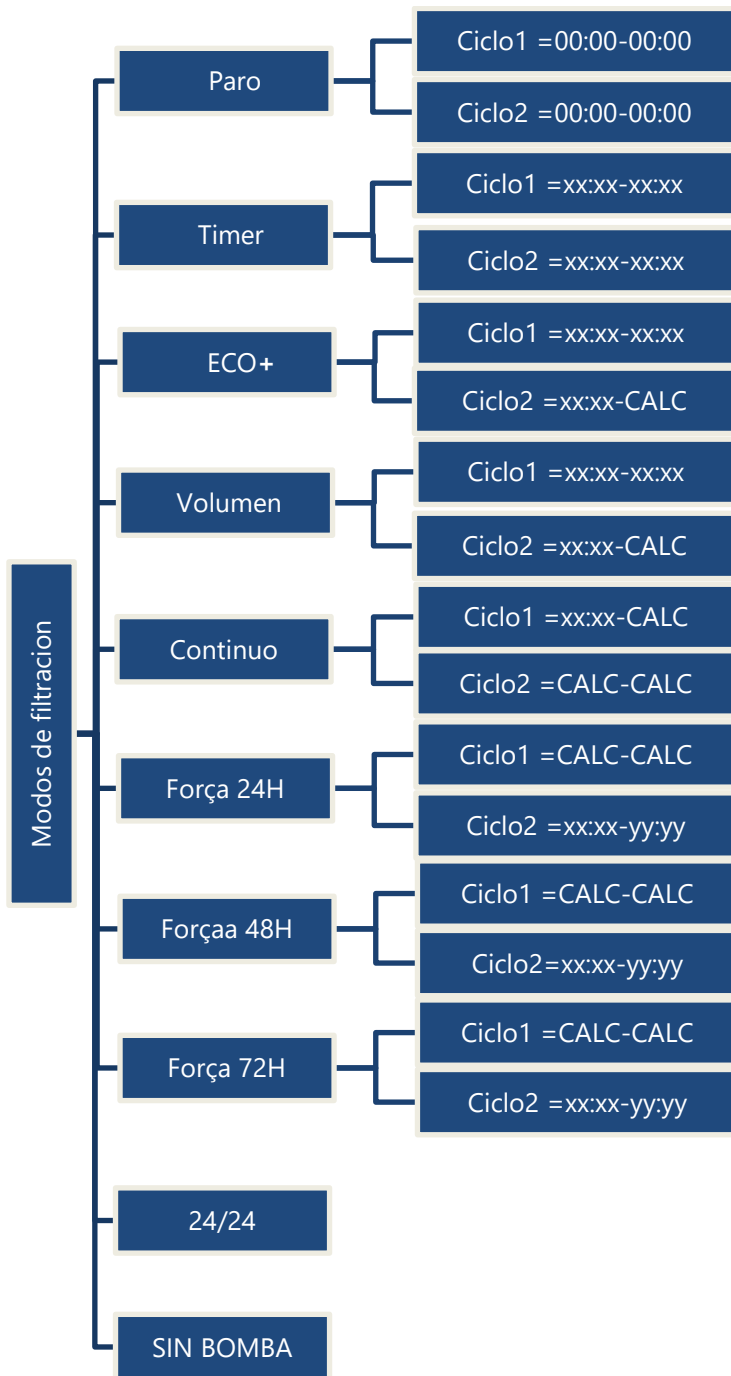 Modos de filtracion
Paro
Ciclo1 =00:00-00:00
Ciclo2 =00:00-00:00
Timer
Ciclo1 =xx:xx-xx:xx
Ciclo2 =xx:xx-xx:xx
ECO+
Ciclo1 =xx:xx-xx:xx
Ciclo2 =xx:xx-CALC
Volumen
Ciclo1 =xx:xx-xx:xx
Ciclo2 =xx:xx-CALC
Continuo
Ciclo1 =xx:xx-CALC
Ciclo2 =CALC-CALC
Força 24H
Ciclo1 =CALC-CALC
Ciclo2 =xx:xx-yy:yy
Forçaa 48H
Ciclo1 =CALC-CALC
Ciclo2=xx:xx-yy:yy
Força 72H
Ciclo1 =CALC-CALC
Ciclo2 =xx:xx-yy:yy
24/24
SIN BOMBA